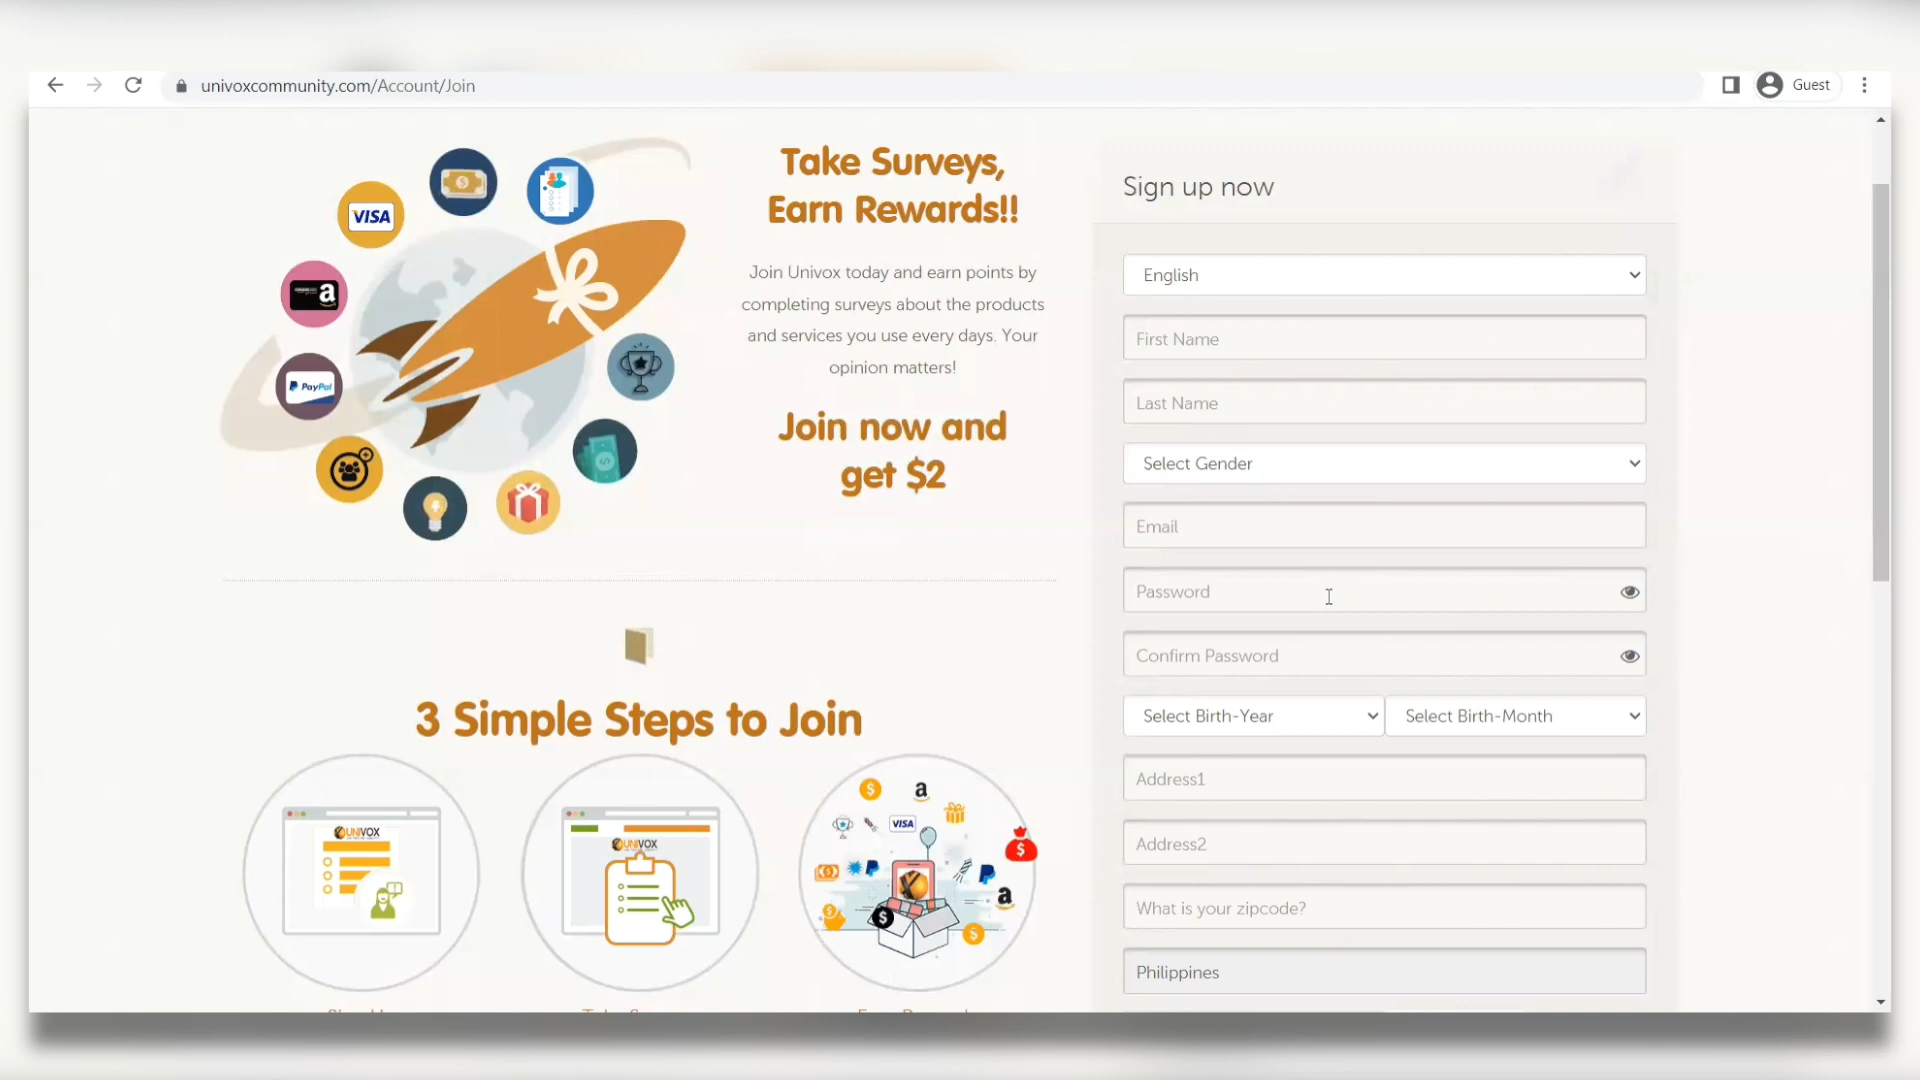 univoxcommunity.com/Account/Join
Guest
Take Surveys,
Earn Rewards!!
Join Univox today and earn points by
completing surveys about the products
and services you use every days. Your
opinion matters!
Join now and
get $2
VISA
a
PayPal
3 Simple Steps to Join
UNIVOX
UNIVOX
a
VISA
a
Sign up now
English
First Name
Last Name
Select Gender
Email
Password
Confirm Password
Select Birth-Year
Select Birth-Month
Address1
Address2
What is your zipcode?
Philippines